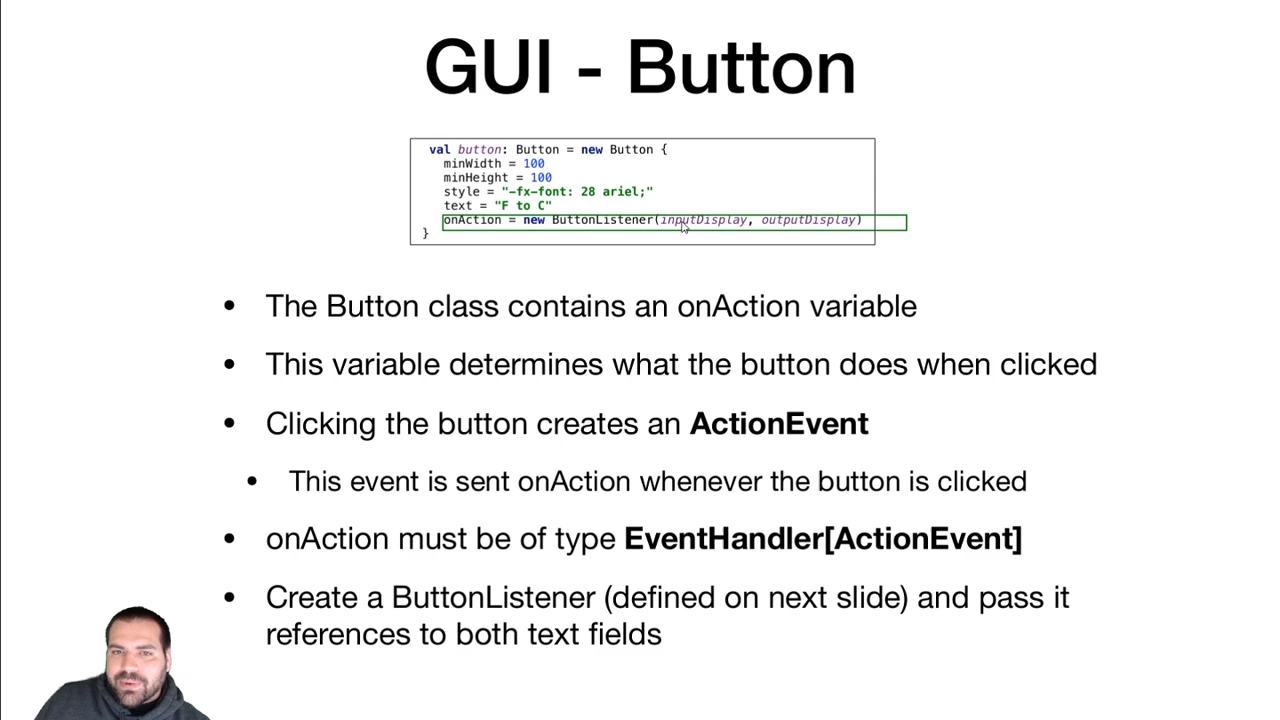 GUI - Button
val button: Button = new Button {
minWidth = 100
minHeight = 100
style = "-fx-font: 28 ariel;"
text = "F to C"
onAction = new ButtonListener(inputDisplay, outputDisplay)
}
• The Button class contains an onAction variable
• This variable determines what the button does when clicked
• Clicking the button creates an ActionEvent
• This event is sent onAction whenever the button is clicked
• onAction must be of type EventHandler[ActionEvent]
• Create a ButtonListener (defined on next slide) and pass it
references to both text fields